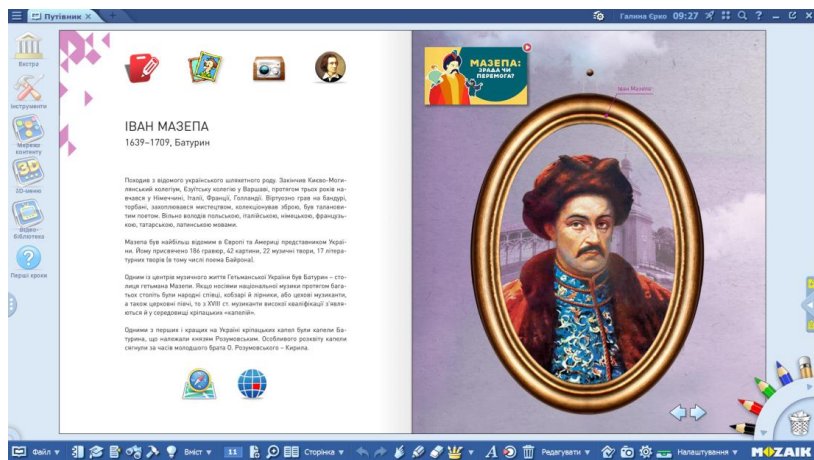 Путівник
Галина Єрко 09:27
Екстра
Інструменти
Мережа
контенту
3D-меню
Відео-
бібліотека
Перші кроки
ІВАН МАЗЕПА
1639–1709, Батурин
Походив з відомого українського шляхетного роду. Закінчив Києво-Моги-
лянський колегіум, Єзуїтську колегію у Варшаві, протягом трьох років на-
вчався у Німеччині, Італії, Франції, Голландії. Віртуозно грав на бандурі,
торбані, захоплювався мистецтвом, колекціонував зброю, був таланови-
тим поетом. Вільно володів польською, італійською, німецькою, французь-
кою, татарською, латинською мовами.
Мазепа був найбільш відомим в Європі та Америці представником Украї-
ни. Йому присвячено 186 гравюр, 42 картини, 22 музичні твори, 17 літера-
турних творів (в тому числі поема Байрона).
Одним із центрів музичного життя Гетьманської України був Батурин – сто-
лиця гетьмана Мазепи. Якщо носіями національної музики протягом бага-
тьох століть були народні співці, кобзарі й лірники, або цехові музиканти,
а також церковні півчі, то з XVIII ст. музиканти високої кваліфікації з'явля-
ються й у середовищі кріпацьких «капелій».
Одними з перших і кращих на Україні кріпацьких капел були капели Ба-
турина, що належали князям Розумовським. Особливого розквіту капели
сягнули за часів молодшого брата О. Розумовського – Кирила.
МАЗЕПА:
ЗРАДА ЧИ
ПЕРЕМОГА?
Іван Мазепа
Файл
Вміст
11
Сторінка
Редагувати
Налаштування
MOZAIK